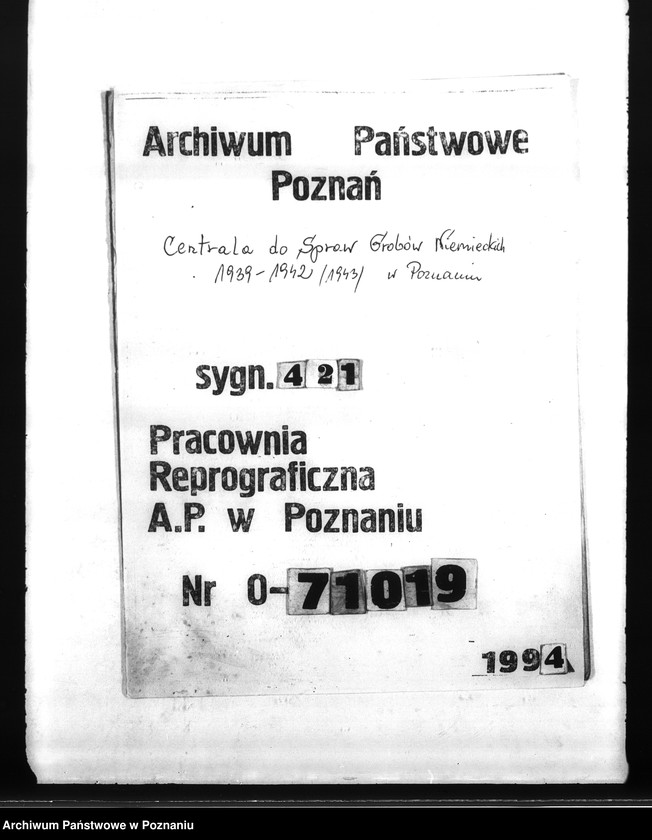 Archiwum Państwowe
Poznań
Centrala do Spraw Grobów Niemieckich
1939-1942 /1943/ w Poznaniu
sygn. 421
Pracownia
Reprograficzna
A.P. w Poznaniu
Nr O-71019
1994
Archiwum Państwowe w Poznaniu